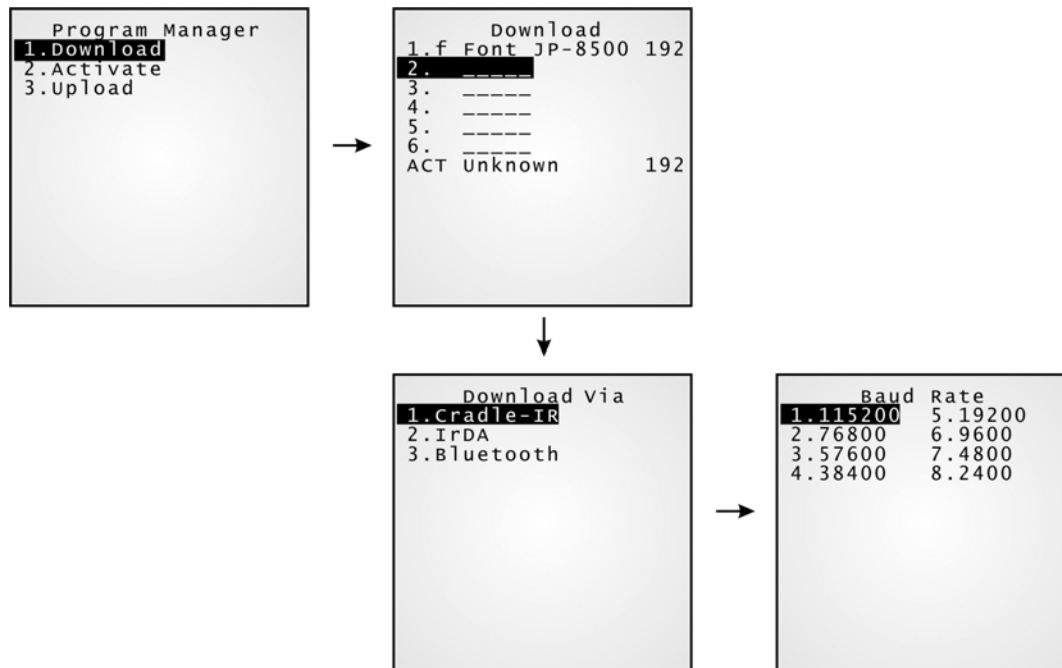 Program Manager
1.Download
2.Activate
3.Upload
Download
1.f Font JP-8500 192
2. _____
3. _____
4. _____
5. _____
6. _____
ACT Unknown 192
Download Via
1.Cradle-IR
2.IrDA
3.Bluetooth
Baud Rate
1.115200 5.19200
2.76800 6.9600
3.57600 7.4800
4.38400 8.2400